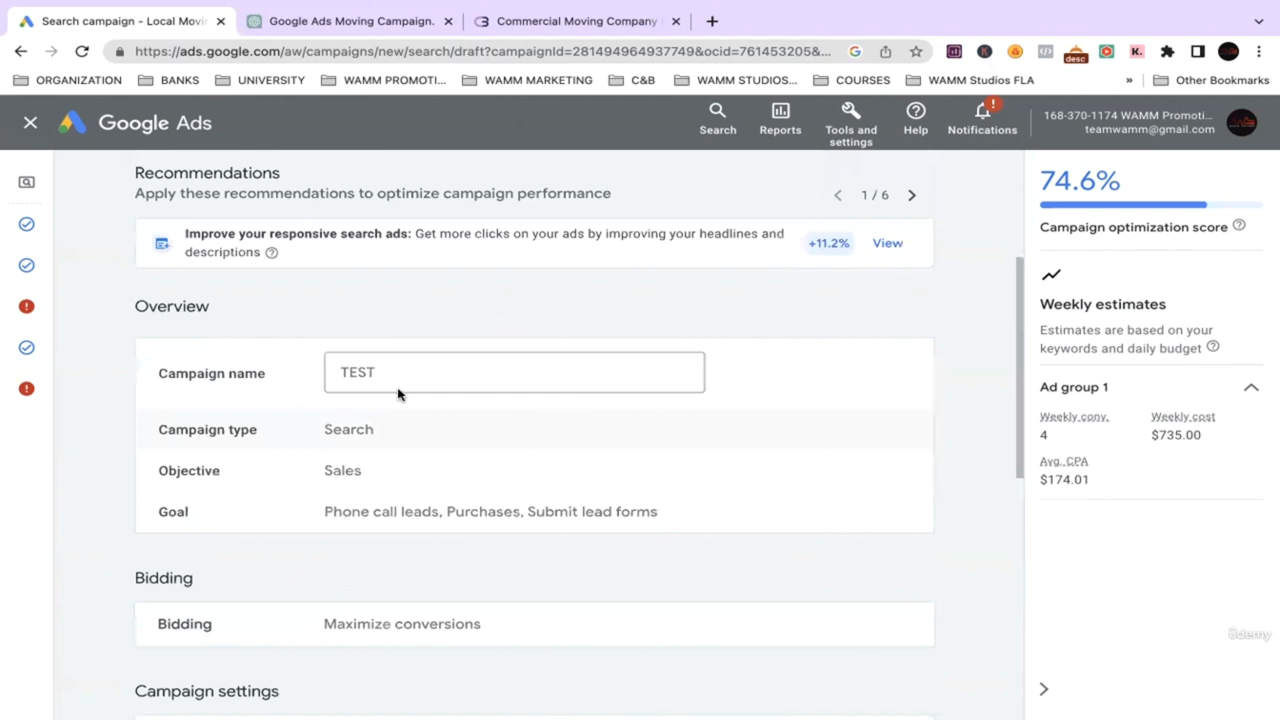 Search campaign - Local Movi
Google Ads Moving Campaign.
Commercial Moving Company
https://ads.google.com/aw/campaigns/new/search/draft?campaignId=281494964937749&ocid=761453205&...
desc
K.
ORGANIZATION
BANKS
UNIVERSITY
WAMM PROMOTI...
WAMM MARKETING
C&B
WAMM STUDIOS...
COURSES
WAMM Studios FLA
»
Other Bookmarks
Google Ads
Search
Reports
Tools and settings
Help
Notifications
168-370-1174 WAMM Promoti...
teamwamm@gmail.com
Recommendations
Apply these recommendations to optimize campaign performance
1 / 6
Improve your responsive search ads: Get more clicks on your ads by improving your headlines and
descriptions
+11.2%
View
Overview
Campaign name
TEST
Campaign type
Search
Objective
Sales
Goal
Phone call leads, Purchases, Submit lead forms
Bidding
Bidding
Maximize conversions
Campaign settings
74.6%
Campaign optimization score
Weekly estimates
Estimates are based on your
keywords and daily budget
Ad group 1
Weekly conv.
Weekly cost
4
$735.00
Avg. CPA
$174.01
ûdemy